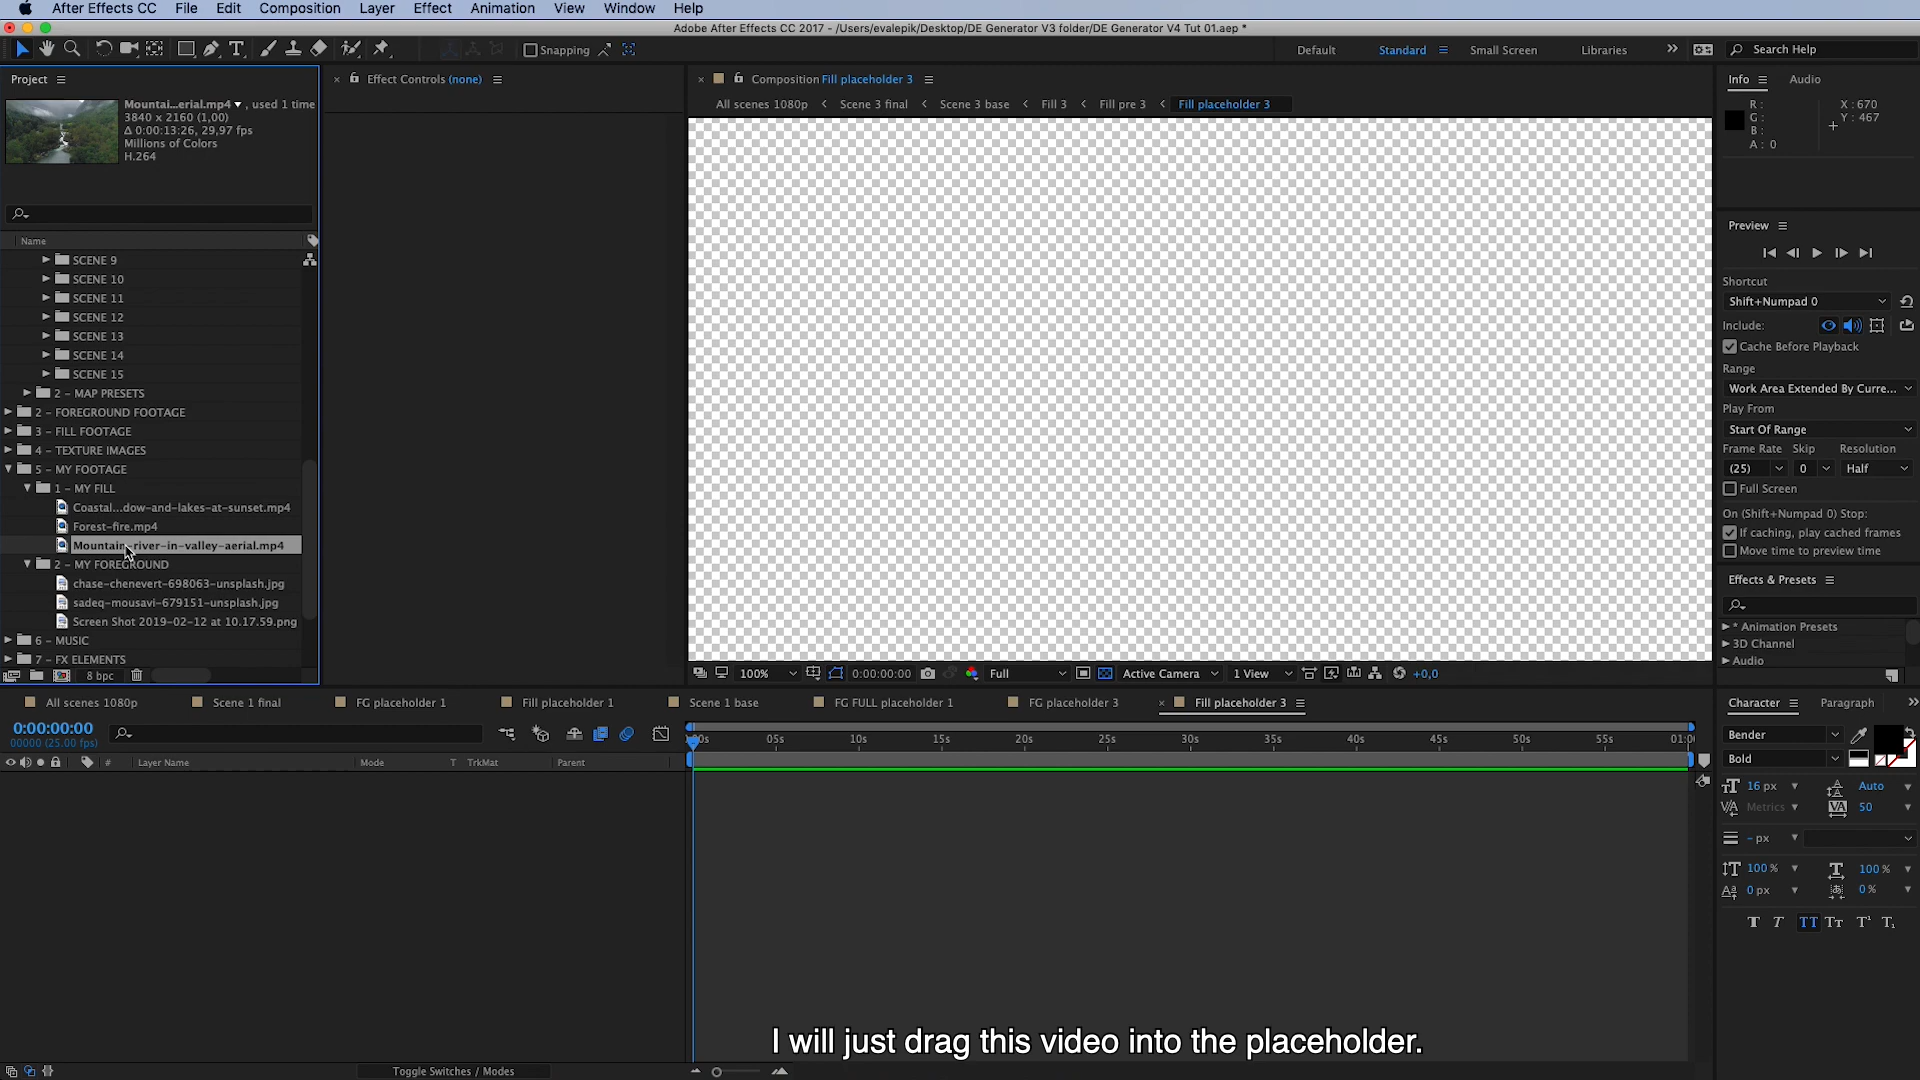 After Effects CC File Edit Composition Layer Effect Animation View Window Help
Adobe After Effects CC 2017 - /Users/evalepik/Desktop/DE Generator V3 folder/DE Generator V4 Tut 01.aep *
Snapping Default Standard Small Screen Libraries Search Help
Project
Mountai...erial.mp4 , used 1 time
3840 x 2160 (1,00)
Δ 0:00:13:26, 29,97 fps
Millions of Colors
H.264
Name
SCENE 9
SCENE 10
SCENE 11
SCENE 12
SCENE 13
SCENE 14
SCENE 15
2 - MAP PRESETS
2 - FOREGROUND FOOTAGE
3 - FILL FOOTAGE
4 - TEXTURE IMAGES
5 - MY FOOTAGE
1 - MY FILL
Coastal...dow-and-lakes-at-sunset.mp4
Forest-fire.mp4
Mountain-river-in-valley-aerial.mp4
2 - MY FOREGROUND
chase-chenevert-698063-unsplash.jpg
sadeq-mousavi-679151-unsplash.jpg
Screen Shot 2019-02-12 at 10.17.59.png
6 - MUSIC
7 - FX ELEMENTS
8 bpc
Effect Controls (none)
Composition Fill placeholder 3
All scenes 1080p Scene 3 final Scene 3 base Fill 3 Fill pre 3 Fill placeholder 3
100% 0:00:00:00 Full Active Camera 1 View +0,0
Info Audio
R: X:670
G: Y:467
B:
A: 0
Preview
Shortcut
Shift+Numpad 0
Include:
Cache Before Playback
Range
Work Area Extended By Curre...
Play From
Start Of Range
Frame Rate Skip Resolution
(25) 0 Half
Full Screen
On (Shift+Numpad 0) Stop:
If caching, play cached frames
Move time to preview time
Effects & Presets
* Animation Presets
3D Channel
Audio
All scenes 1080p Scene 1 final FG placeholder 1 Fill placeholder 1 Scene 1 base FG FULL placeholder 1 FG placeholder 3 Fill placeholder 3
0:00:00:00
00000 (25.00 fps)
# Layer Name Mode T TrkMat Parent
05s 10s 15s 20s 25s 30s 35s 40s 45s 50s 55s 01:0
Character Paragraph
Bender
Bold
16 px Auto
Metrics 50
- px
100 % 100 %
0 px 0 %
T T TT Tт T¹ T₁
I will just drag this video into the placeholder.
Toggle Switches / Modes